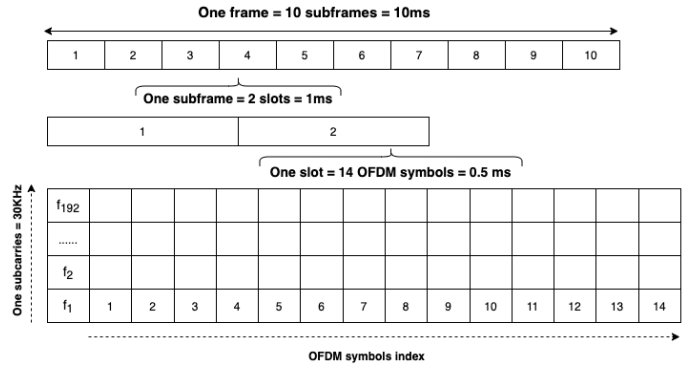 One frame = 10 subframes = 10ms
1 2 3 4 5 6 7 8 9 10
One subframe = 2 slots = 1ms
1 2
One slot = 14 OFDM symbols = 0.5 ms
One subcarries = 30KHz
f192
......
f2
f1 1 2 3 4 5 6 7 8 9 10 11 12 13 14
OFDM symbols index